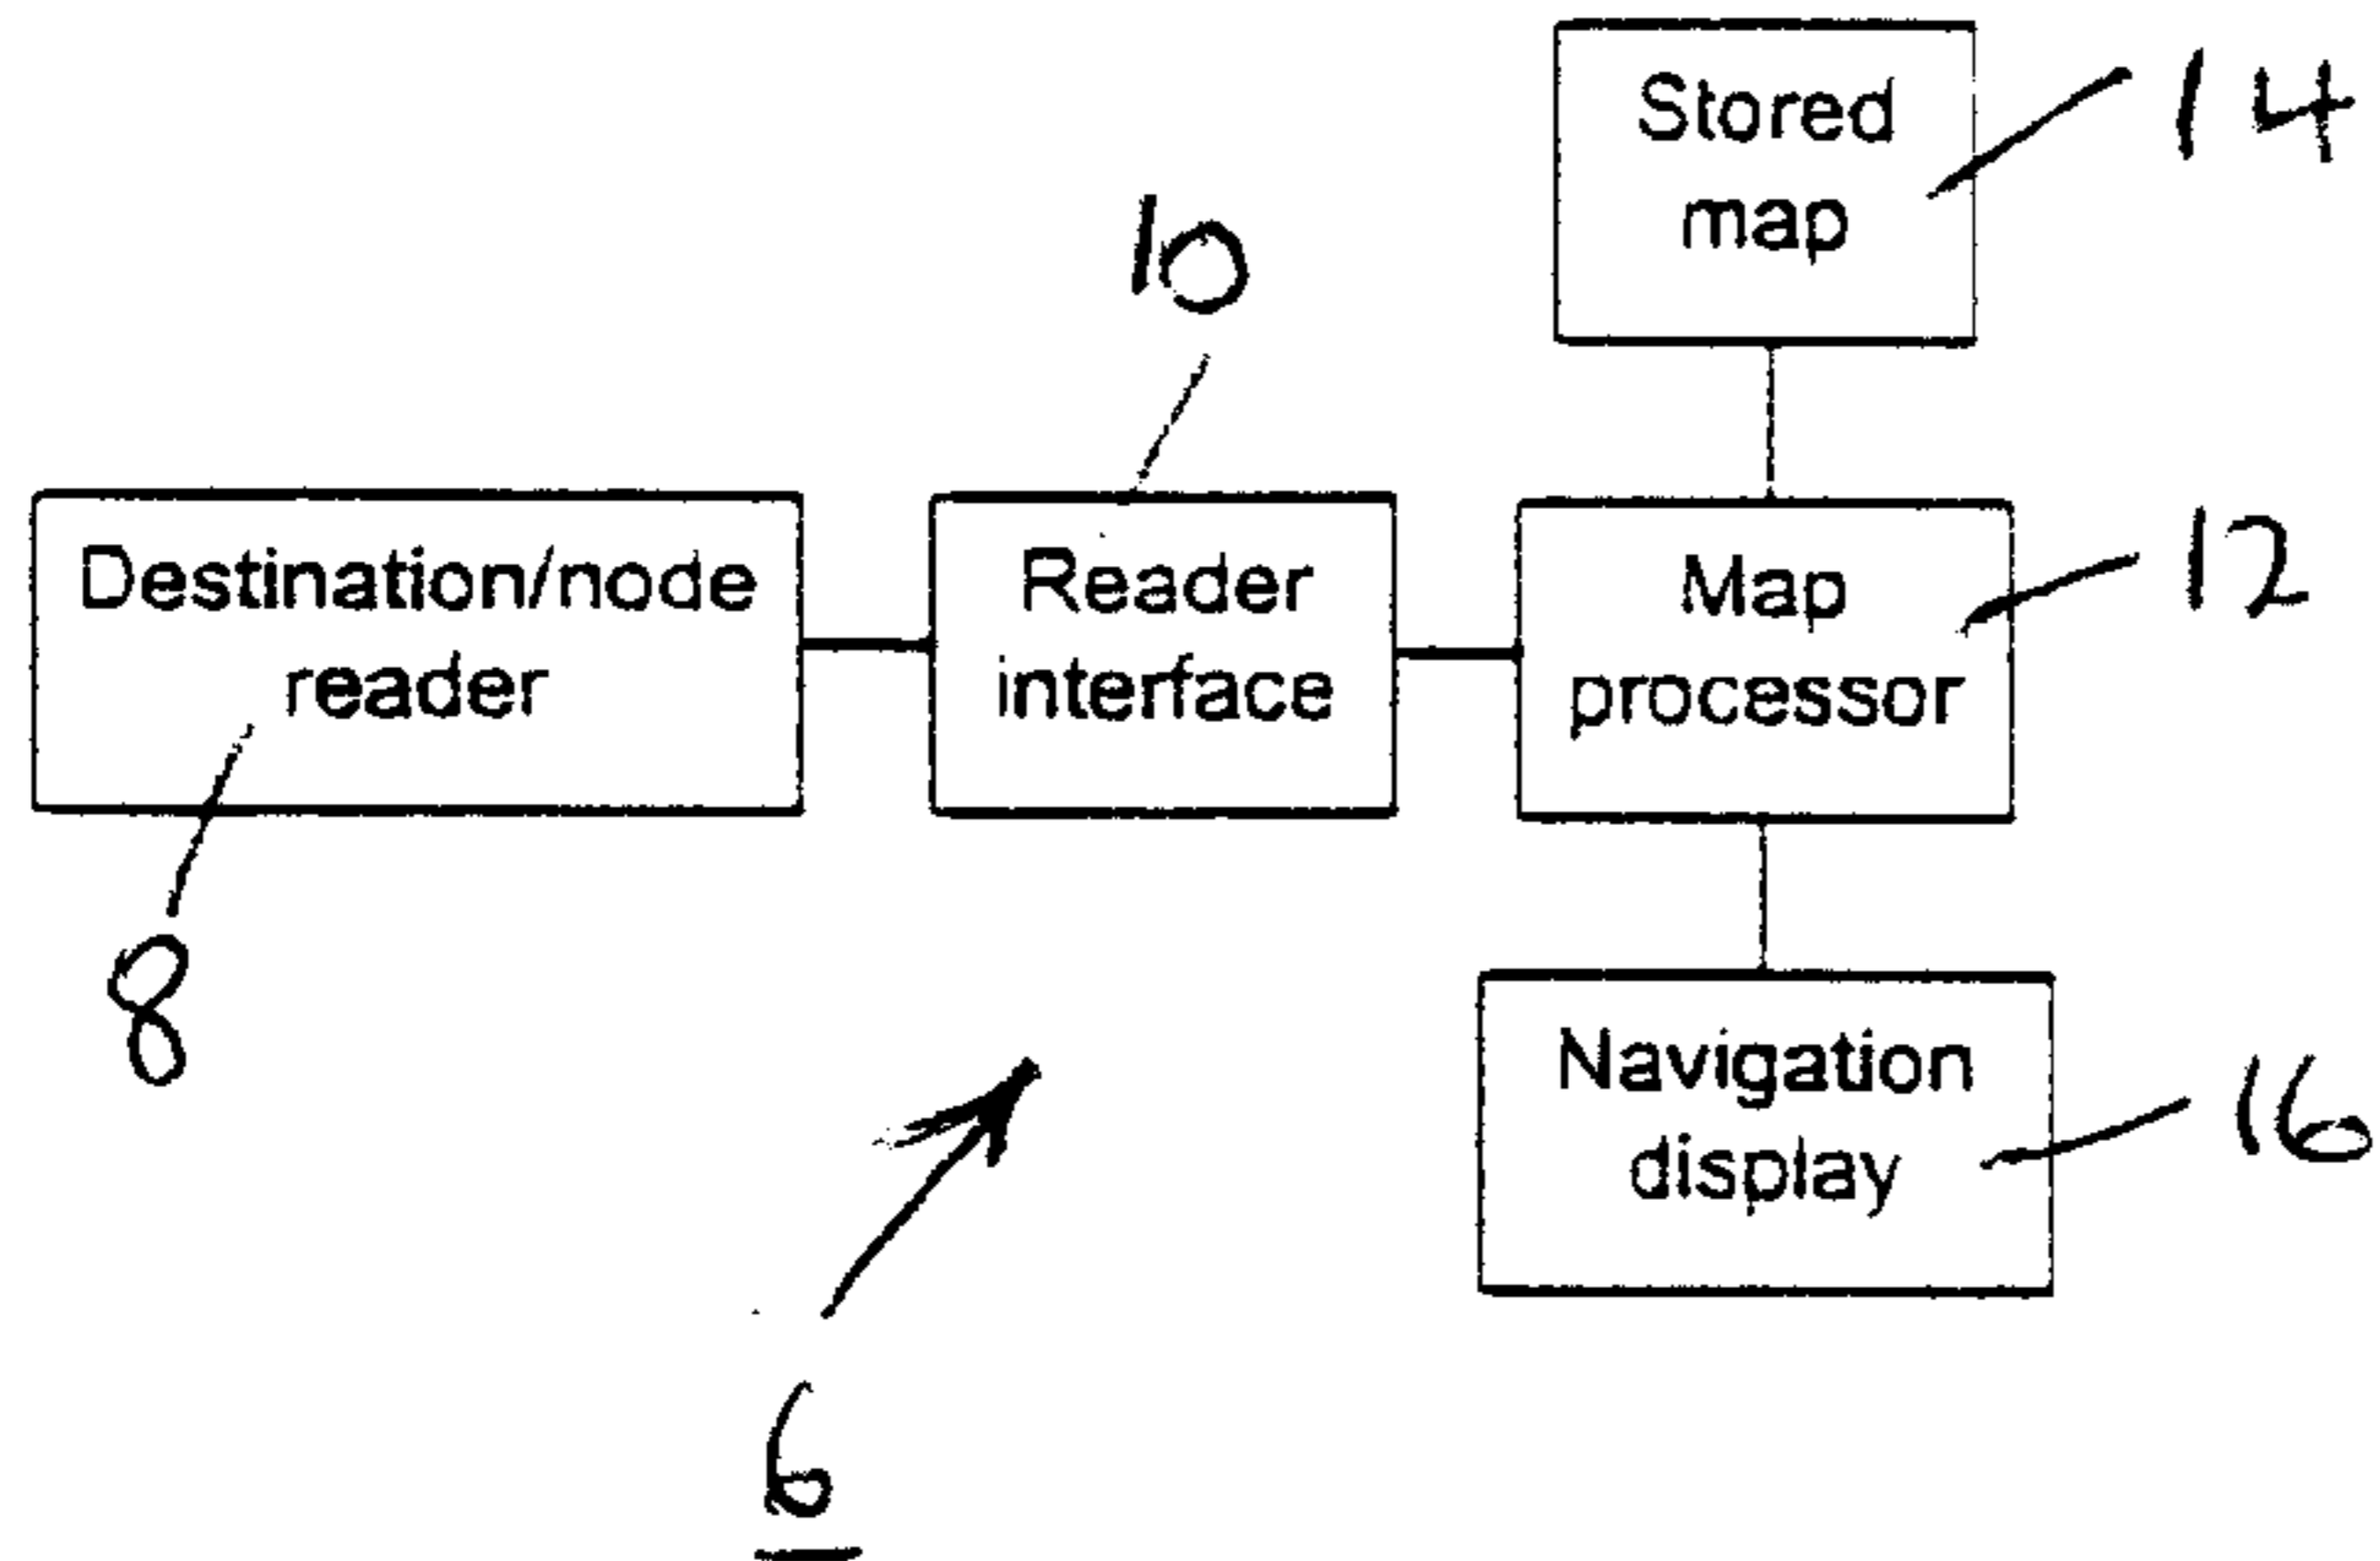 Stored
map
14
10
Destination/node
reader
Reader
interface
Map
processor
12
8
Navigation
display
16
6